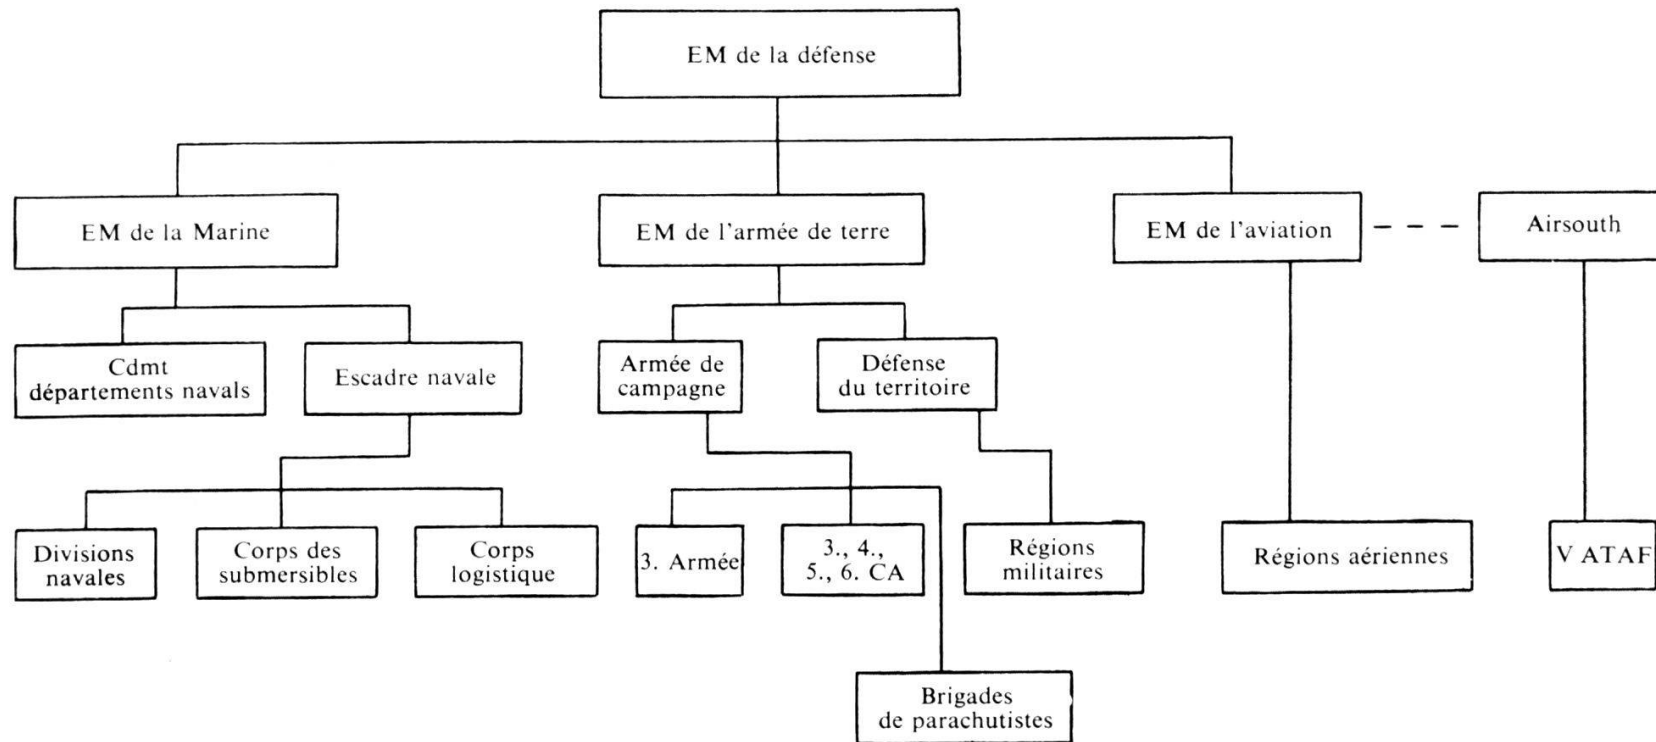 EM de la défense
EM de la Marine
EM de l'armée de terre
EM de l'aviation
Airsouth
Cdmt
départements navals
Escadre navale
Armée de
campagne
Défense
du territoire
Divisions
navales
Corps des
submersibles
Corps
logistique
3. Armée
3., 4.,
5., 6. CA
Régions
militaires
Régions aériennes
V ATAF
Brigades
de parachutistes